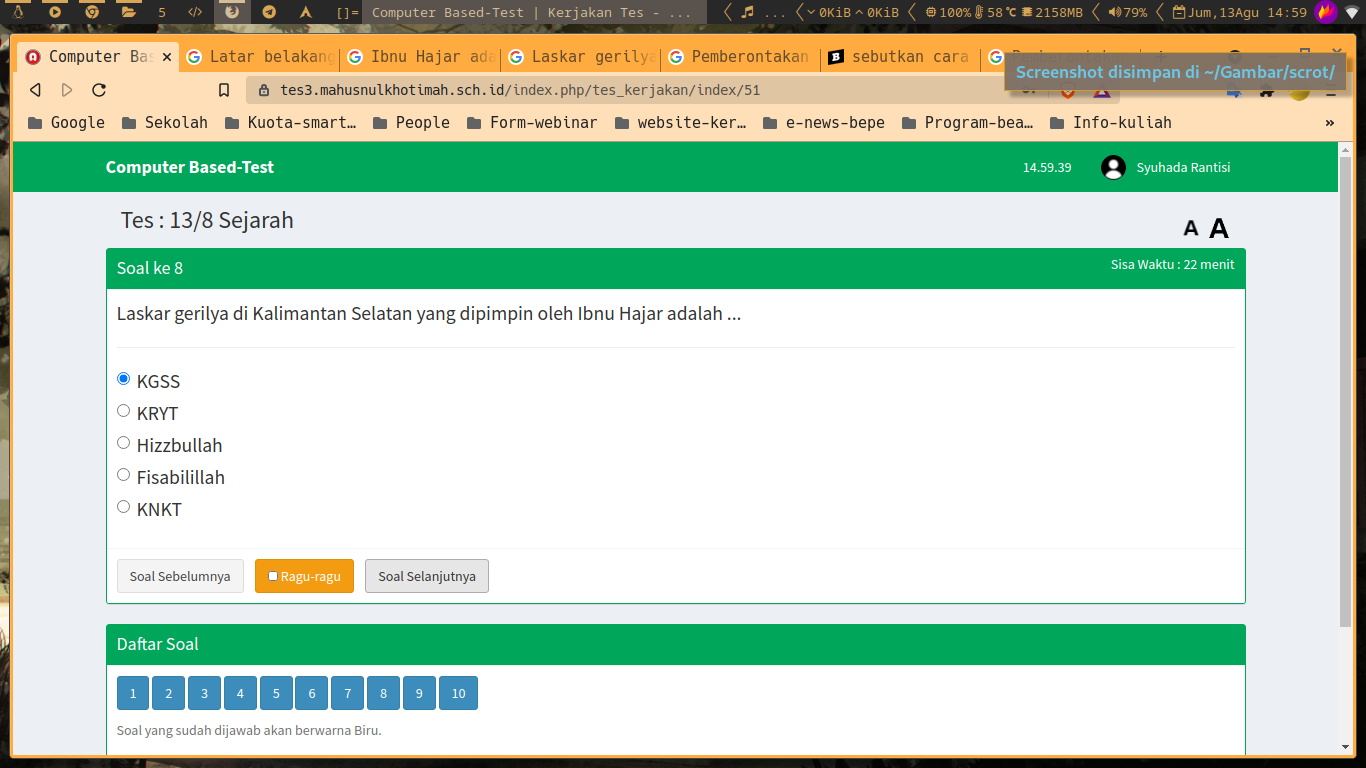 5 </> []= Computer Based-Test | Kerjakan Tes - ... ... 0KiB 0KiB 100% 58°C 2158MB 79% Jum,13Agu 14:59
Computer Bas Latar belakang Ibnu Hajar ada Laskar gerilya Pemberontakan sebutkan cara
Screenshot disimpan di ~/Gambar/scrot/
tes3.mahusnulkhotimah.sch.id/index.php/tes_kerjakan/index/51
Google Sekolah Kuota-smart... People Form-webinar website-ker... e-news-bepe Program-bea... Info-kuliah »
Computer Based-Test 14.59.39 Syuhada Rantisi
Tes : 13/8 Sejarah A A
Soal ke 8 Sisa Waktu : 22 menit
Laskar gerilya di Kalimantan Selatan yang dipimpin oleh Ibnu Hajar adalah ...
KGSS
KRYT
Hizzbullah
Fisabilillah
KNKT
Soal Sebelumnya Ragu-ragu Soal Selanjutnya
Daftar Soal
1 2 3 4 5 6 7 8 9 10
Soal yang sudah dijawab akan berwarna Biru.